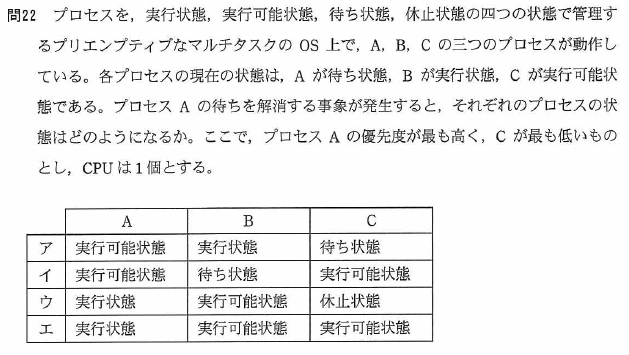 問22 プロセスを，実行状態，実行可能状態，待ち状態，休止状態の四つの状態で管理す
るプリエンプティブなマルチタスクの OS 上で，A，B，C の三つのプロセスが動作し
ている。各プロセスの現在の状態は，A が待ち状態，B が実行状態，C が実行可能状
態である。プロセス A の待ちを解消する事象が発生すると，それぞれのプロセスの状
態はどのようになるか。ここで，プロセス A の優先度が最も高く，C が最も低いもの
とし，CPU は 1 個とする。
A B C
ア 実行可能状態 実行状態 待ち状態
イ 実行可能状態 待ち状態 実行可能状態
ウ 実行状態 実行可能状態 休止状態
エ 実行状態 実行可能状態 実行可能状態